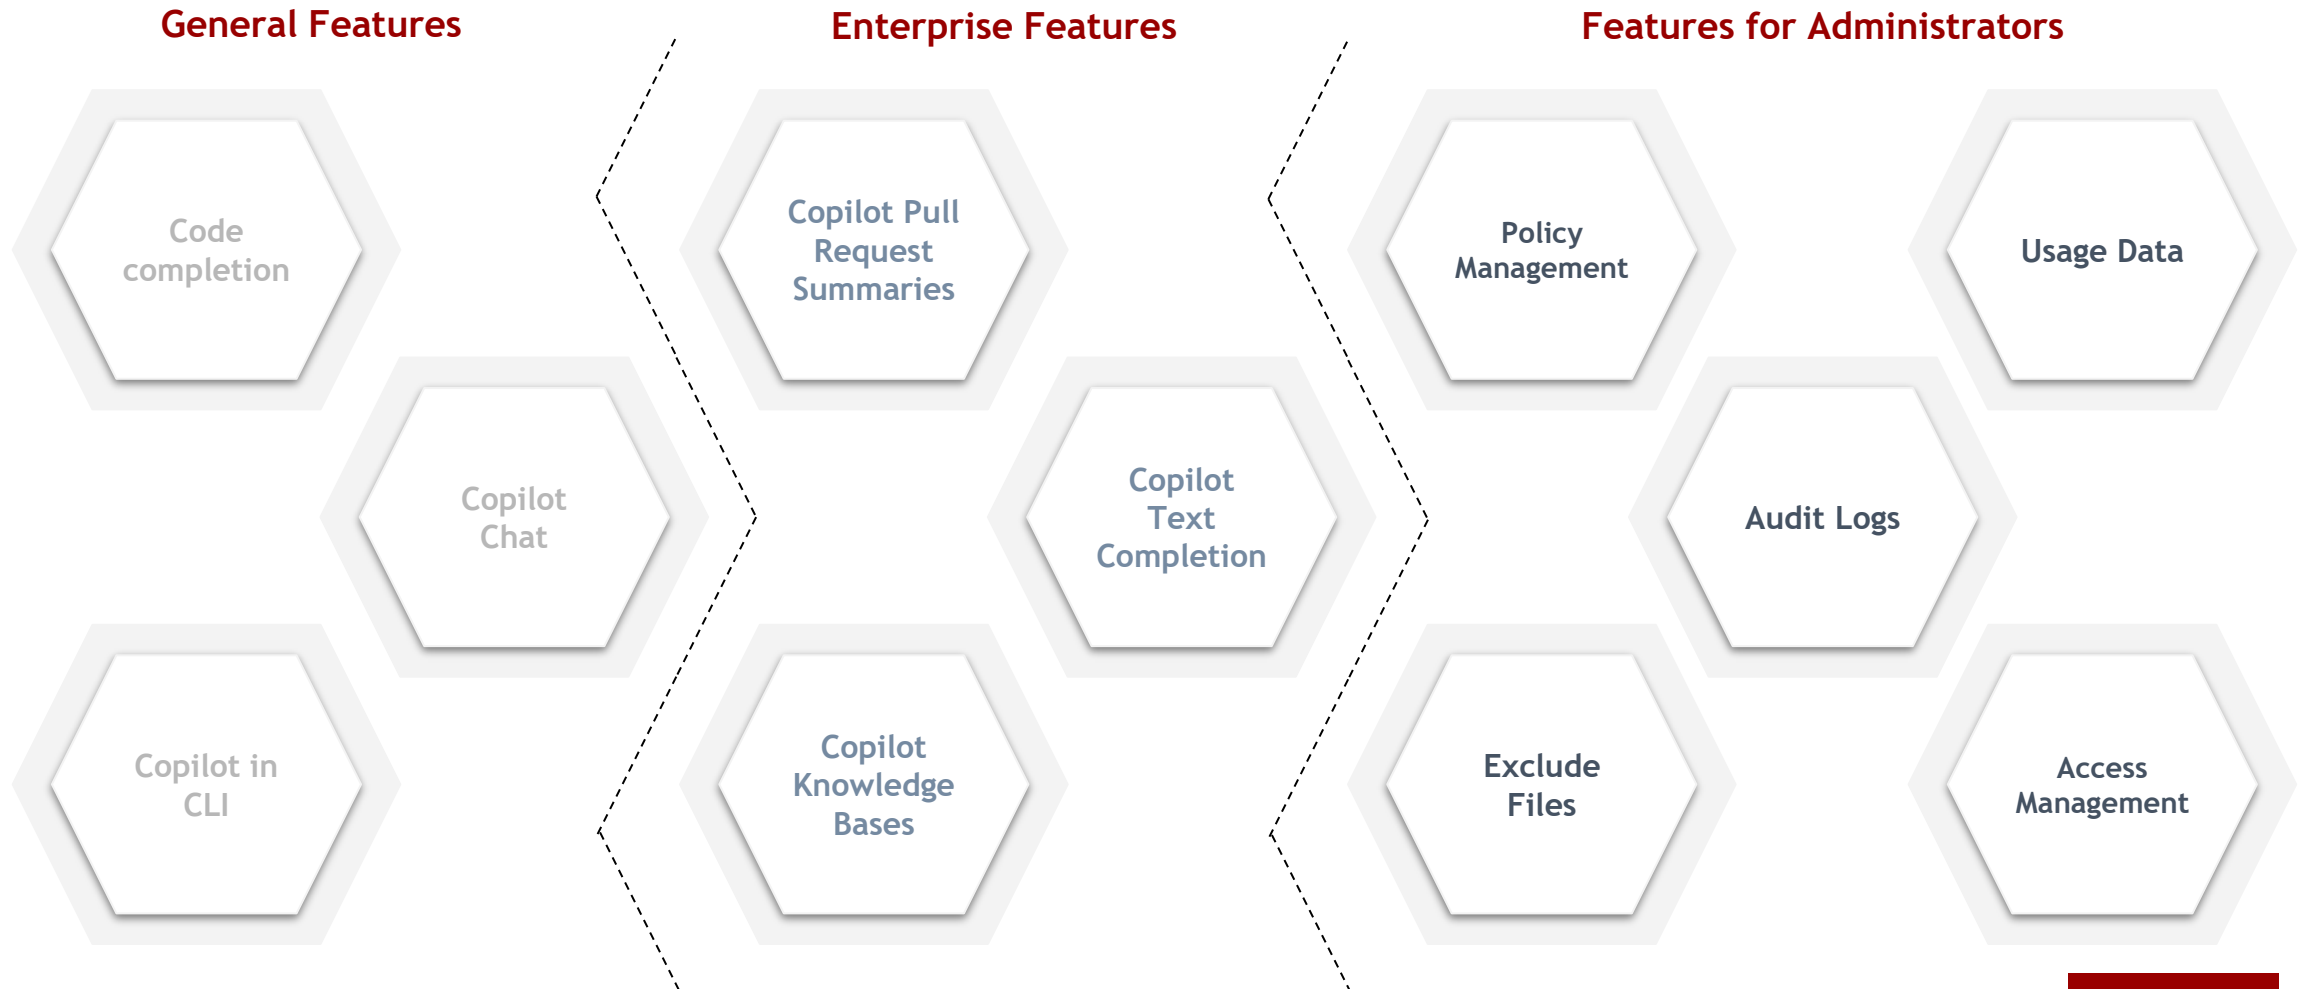 General Features
Enterprise Features
Features for Administrators
Code
completion
Copilot
Chat
Copilot in
CLI
Copilot Pull
Request
Summaries
Copilot
Text
Completion
Copilot
Knowledge
Bases
Policy
Management
Usage Data
Audit Logs
Exclude
Files
Access
Management